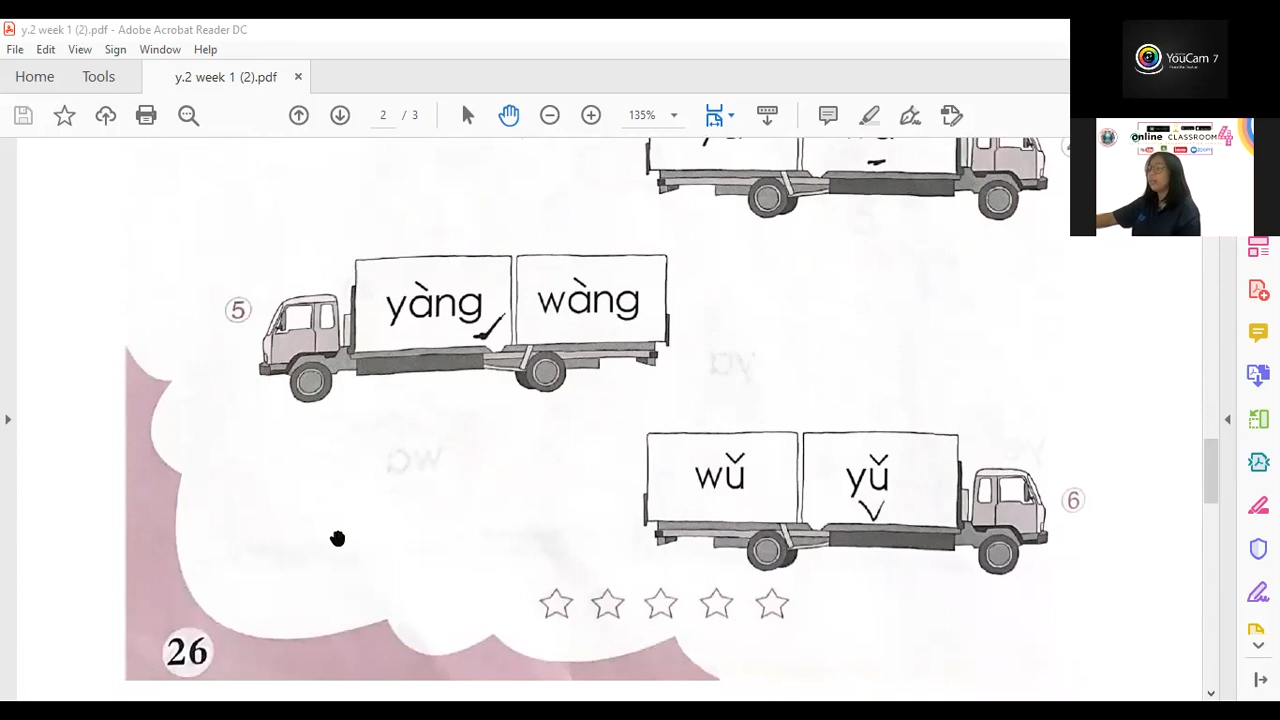 y.2 week 1 (2).pdf - Adobe Acrobat Reader DC
File Edit View Sign Window Help
Home Tools y.2 week 1 (2).pdf ×
2 / 3 135%
YouCam 7
Online CLASSROOM 4
5 yàng wàng
wǔ yǔ 6
26